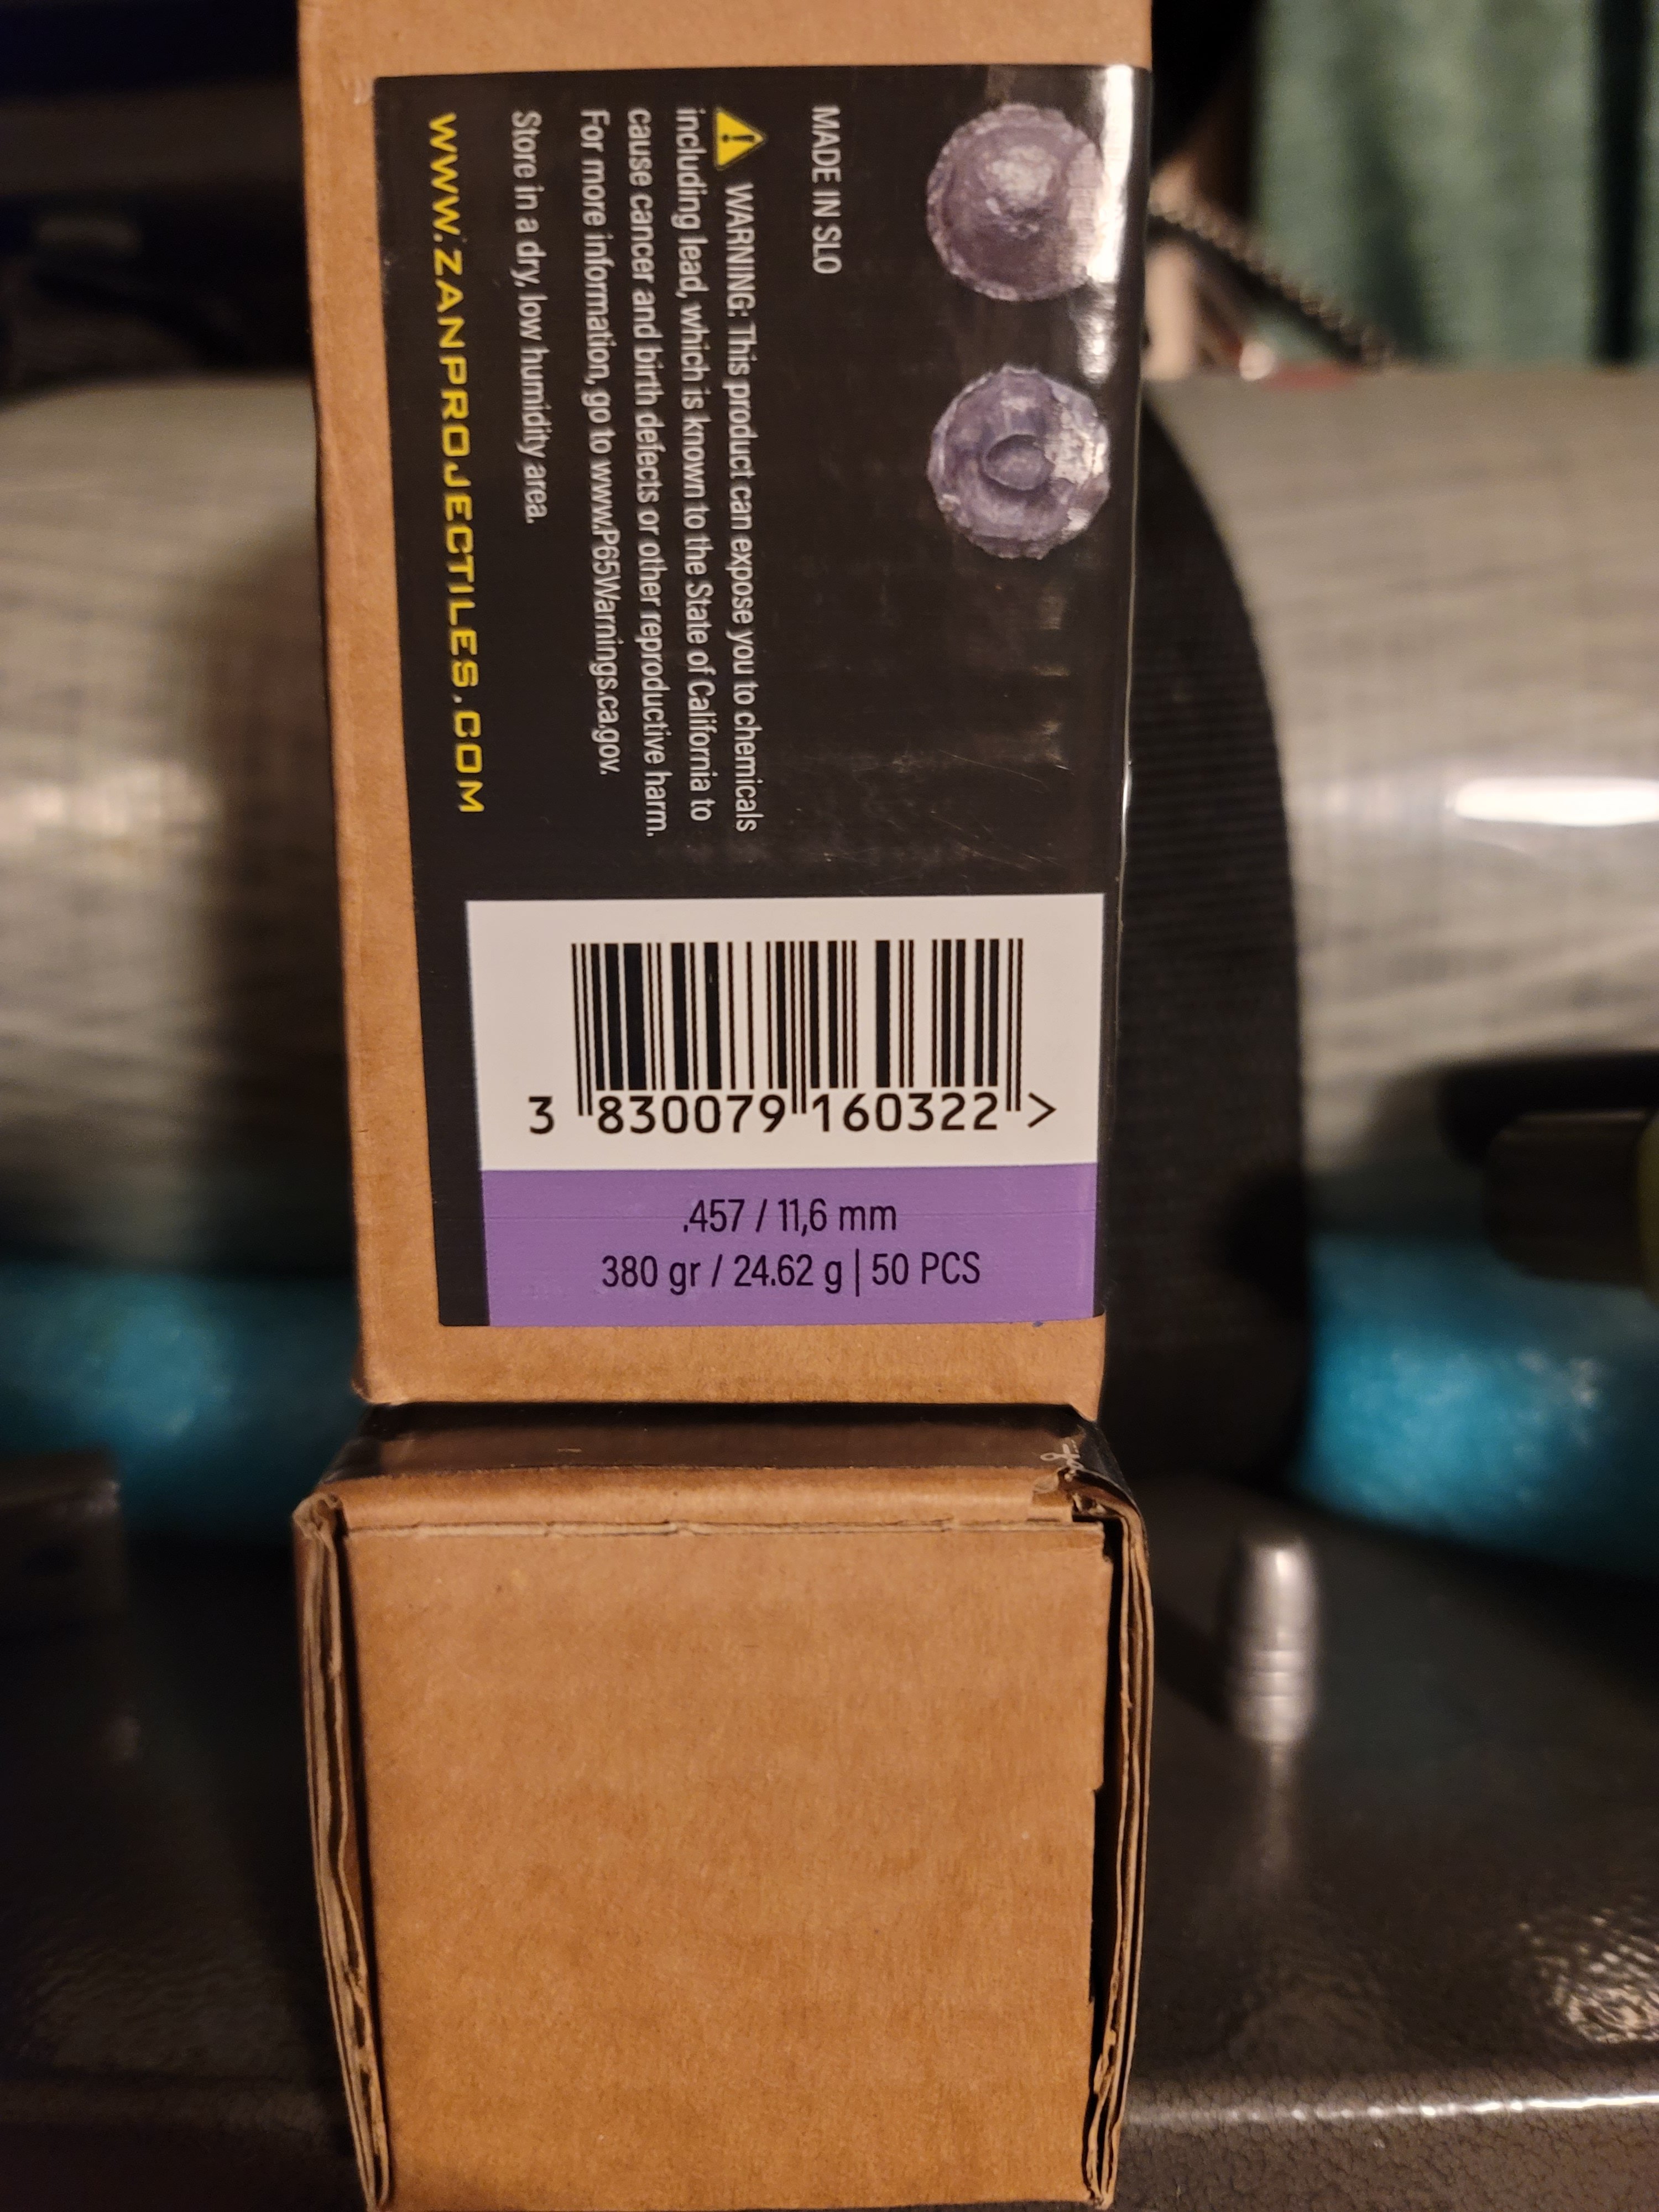 MADE IN SLO
WARNING: This product can expose you to chemicals
including lead, which is known to the State of California to
cause cancer and birth defects or other reproductive harm.
For more information, go to www.P65Warnings.ca.gov.
Store in a dry, low humidity area.
WWW.ZANPROJECTILES.COM
3 830079 160322 >
.457 / 11,6 mm
380 gr / 24.62 g | 50 PCS